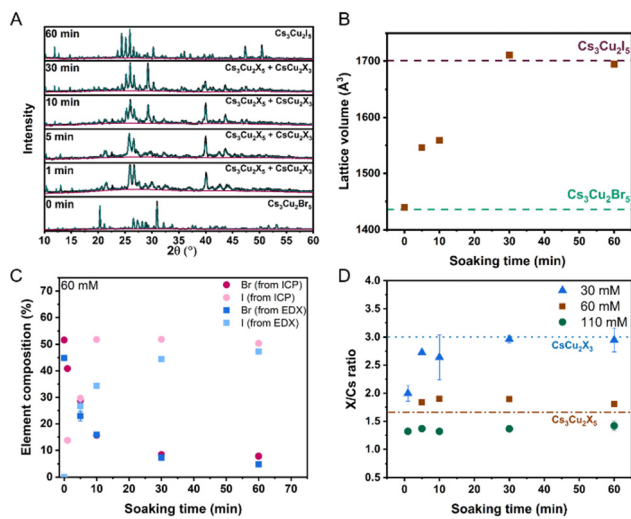 A
60 min
Cs₃Cu₂I₅
30 min
Cs₃Cu₂X₅ + CsCu₂X₃
10 min
Cs₃Cu₂X₅ + CsCu₂X₃
5 min
Cs₃Cu₂X₅ + CsCu₂X₃
1 min
Cs₃Cu₂X₅ + CsCu₂X₃
0 min
Cs₃Cu₂Br₅
Intensity
10 15 20 25 30 35 40 45 50 55 60
2θ (°)
B
Cs₃Cu₂I₅
Cs₃Cu₂Br₅
Lattice volume (Å³)
1700
1600
1500
1400
0 10 20 30 40 50 60
Soaking time (min)
C
60 mM
Br (from ICP)
I (from ICP)
Br (from EDX)
I (from EDX)
Element composition (%)
80
70
60
50
40
30
20
10
0
0 10 20 30 40 50 60 70
Soaking time (min)
D
30 mM
60 mM
110 mM
CsCu₂X₃
Cs₃Cu₂X₅
X/Cs ratio
4.0
3.5
3.0
2.5
2.0
1.5
1.0
0.5
0 10 20 30 40 50 60
Soaking time (min)